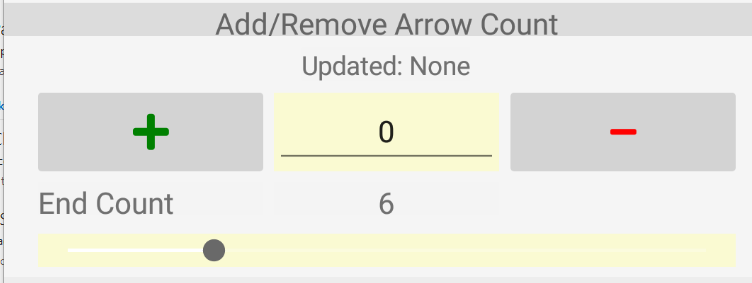 Add/Remove Arrow Count
Updated: None
0
End Count 6